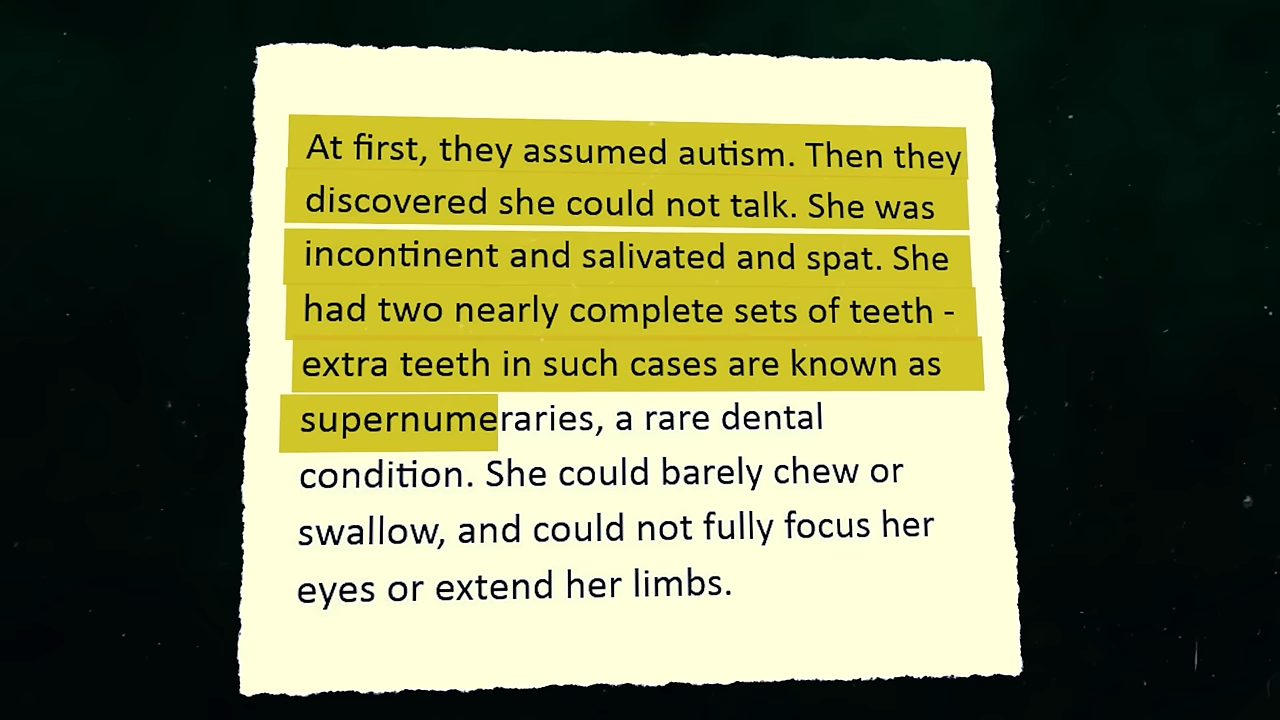 At first, they assumed autism. Then they
discovered she could not talk. She was
incontinent and salivated and spat. She
had two nearly complete sets of teeth -
extra teeth in such cases are known as
supernumeraries, a rare dental
condition. She could barely chew or
swallow, and could not fully focus her
eyes or extend her limbs.